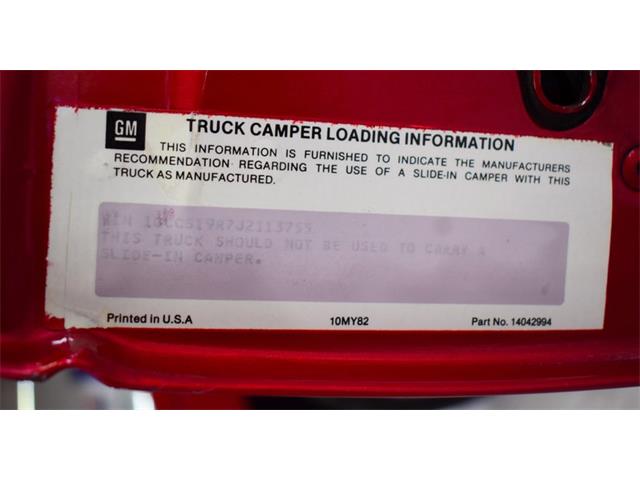 GM
TRUCK CAMPER LOADING INFORMATION
THIS INFORMATION IS FURNISHED TO INDICATE THE MANUFACTURERS
RECOMMENDATION REGARDING THE USE OF A SLIDE-IN CAMPER WITH THIS
TRUCK AS MANUFACTURED.
THIS TRUCK SHOULD NOT BE USED TO CARRY A
SLIDE-IN CAMPER.
Printed in U.S.A 10MY82 Part No. 14042994